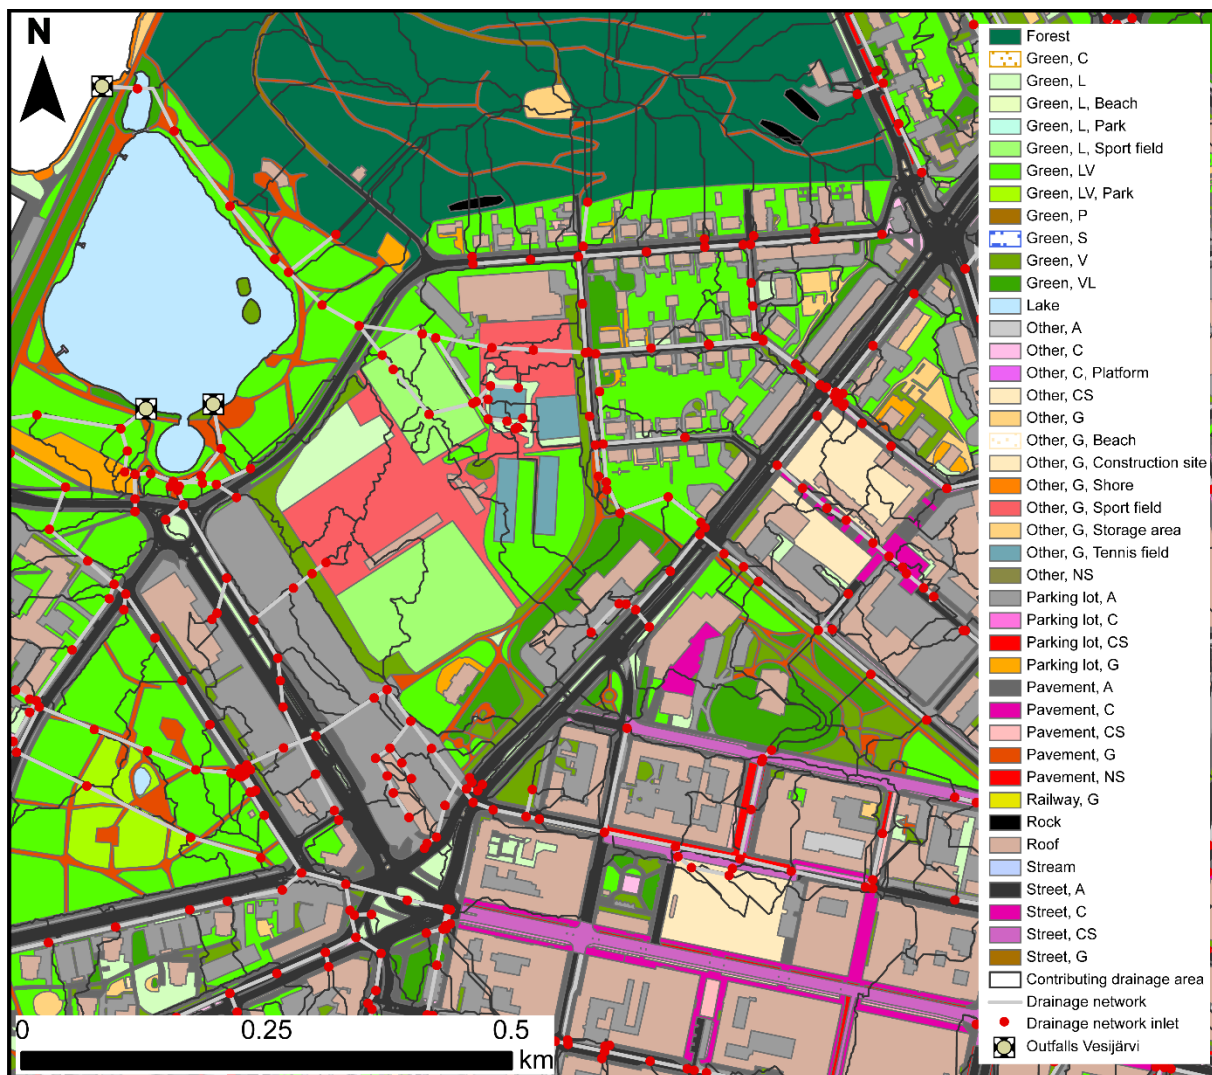 N
Forest
Green, C
Green, L
Green, L, Beach
Green, L, Park
Green, L, Sport field
Green, LV
Green, LV, Park
Green, P
Green, S
Green, V
Green, VL
Lake
Other, A
Other, C
Other, C, Platform
Other, CS
Other, G
Other, G, Beach
Other, G, Construction site
Other, G, Shore
Other, G, Sport field
Other, G, Storage area
Other, G, Tennis field
Other, NS
Parking lot, A
Parking lot, C
Parking lot, CS
Parking lot, G
Pavement, A
Pavement, C
Pavement, CS
Pavement, G
Pavement, NS
Railway, G
Rock
Roof
Stream
Street, A
Street, C
Street, CS
Street, G
Contributing drainage area
Drainage network
Drainage network inlet
Outfalls Vesijärvi
0 0.25 0.5
km